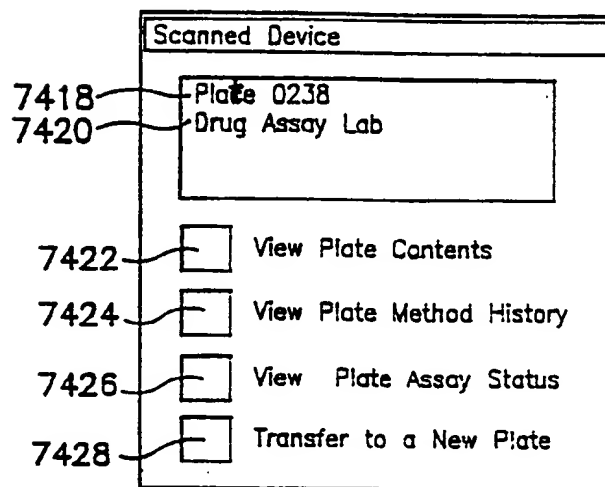 Scanned Device
7418 Plate 0238
7420 Drug Assay Lab
7422 View Plate Contents
7424 View Plate Method History
7426 View Plate Assay Status
7428 Transfer to a New Plate